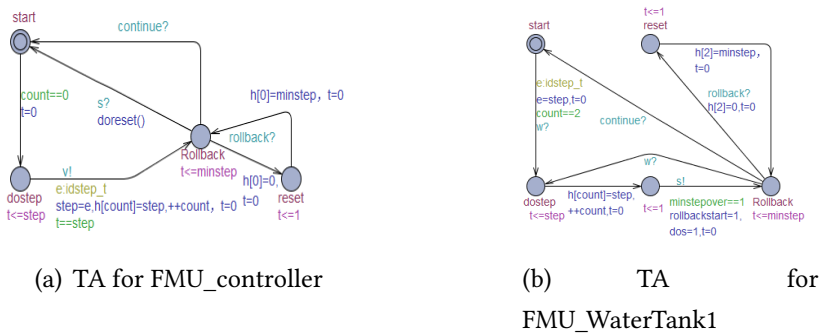 start
continue?
count==0
t=0
s?
doreset()
h[0]=minstep，t=0
rollback?
Rollback
t<=minstep
v!
dostep
t<=step
e:idstep_t
step=e,h[count]=step,++count，t=0
t==step
h[0]=0,
t=0
reset
t<=1
(a) TA for FMU_controller
start
t<=1
reset
e:idstep_t
e=step,t=0
count==2
w?
continue?
h[2]=minstep，
t=0
rollback?
h[2]=0,t=0
w?
dostep
t<=step
h[count]=step,
++count,t=0
t<=1
s!
minstepover==1
rollbackstart=1,
dos=1,t=0
Rollback
t<=minstep
(b) TA for
FMU_WaterTank1